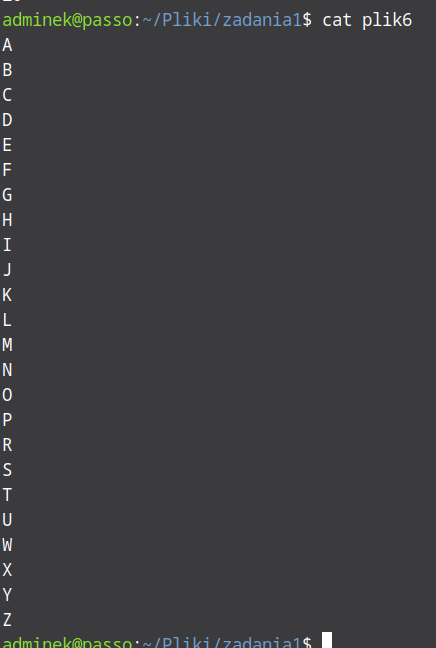 adminek@passo:~/Pliki/zadania1$ cat plik6
A
B
C
D
E
F
G
H
I
J
K
L
M
N
O
P
R
S
T
U
W
X
Y
Z
adminek@passo:~/Pliki/zadania1$